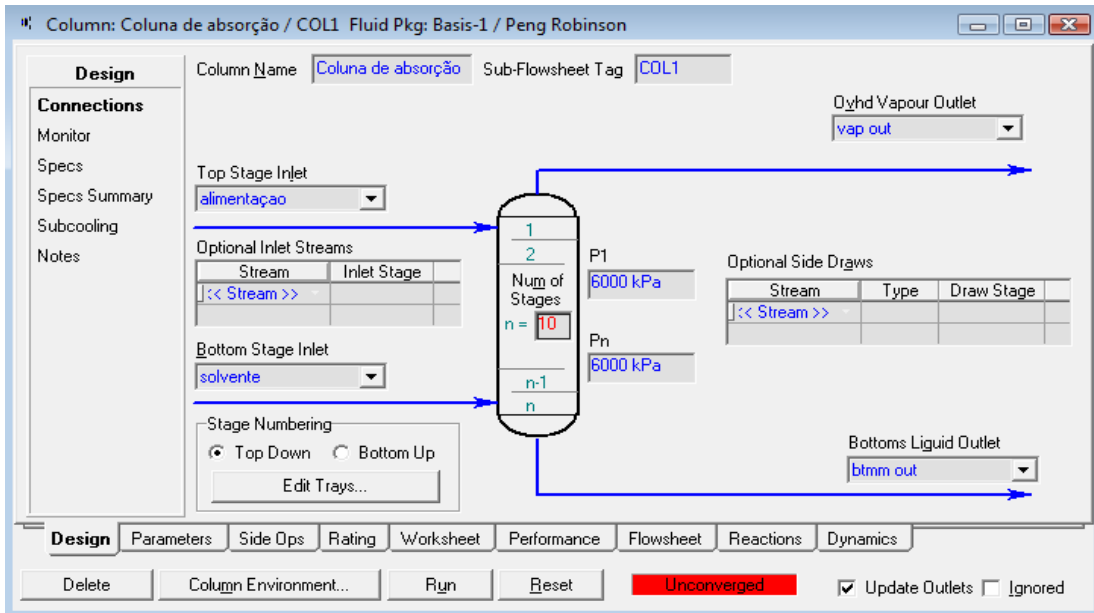 Column: Coluna de absorção / COL1 Fluid Pkg: Basis-1 / Peng Robinson
Design
Connections
Monitor
Specs
Specs Summary
Subcooling
Notes
Column Name Coluna de absorção Sub-Flowsheet Tag COL1
Ovhd Vapour Outlet
vap out
Top Stage Inlet
alimentaçao
Optional Inlet Streams
Stream Inlet Stage
<< Stream >>
Bottom Stage Inlet
solvente
Stage Numbering
Top Down Bottom Up
Edit Trays...
1
2
Num of
Stages
n = 10
n-1
n
P1
6000 kPa
Pn
6000 kPa
Optional Side Draws
Stream Type Draw Stage
<< Stream >>
Bottoms Liquid Outlet
btmm out
Design Parameters Side Ops Rating Worksheet Performance Flowsheet Reactions Dynamics
Delete Column Environment... Run Reset Unconverged Update Outlets Ignored